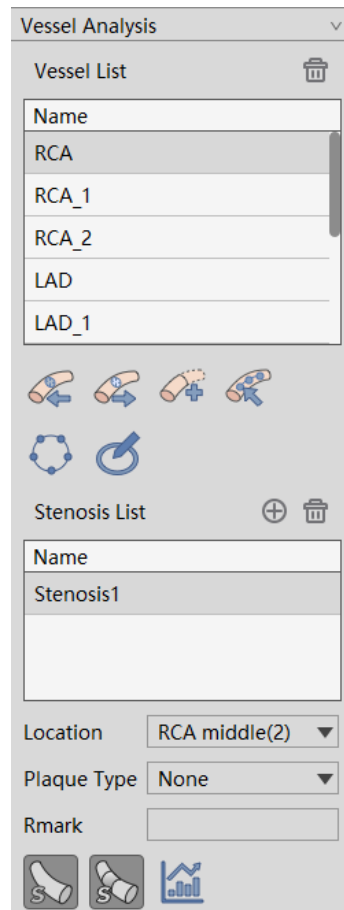 Vessel Analysis
Vessel List
Name
RCA
RCA_1
RCA_2
LAD
LAD_1
Stenosis List
Name
Stenosis1
Location RCA middle(2)
Plaque Type None
Rmark
S S